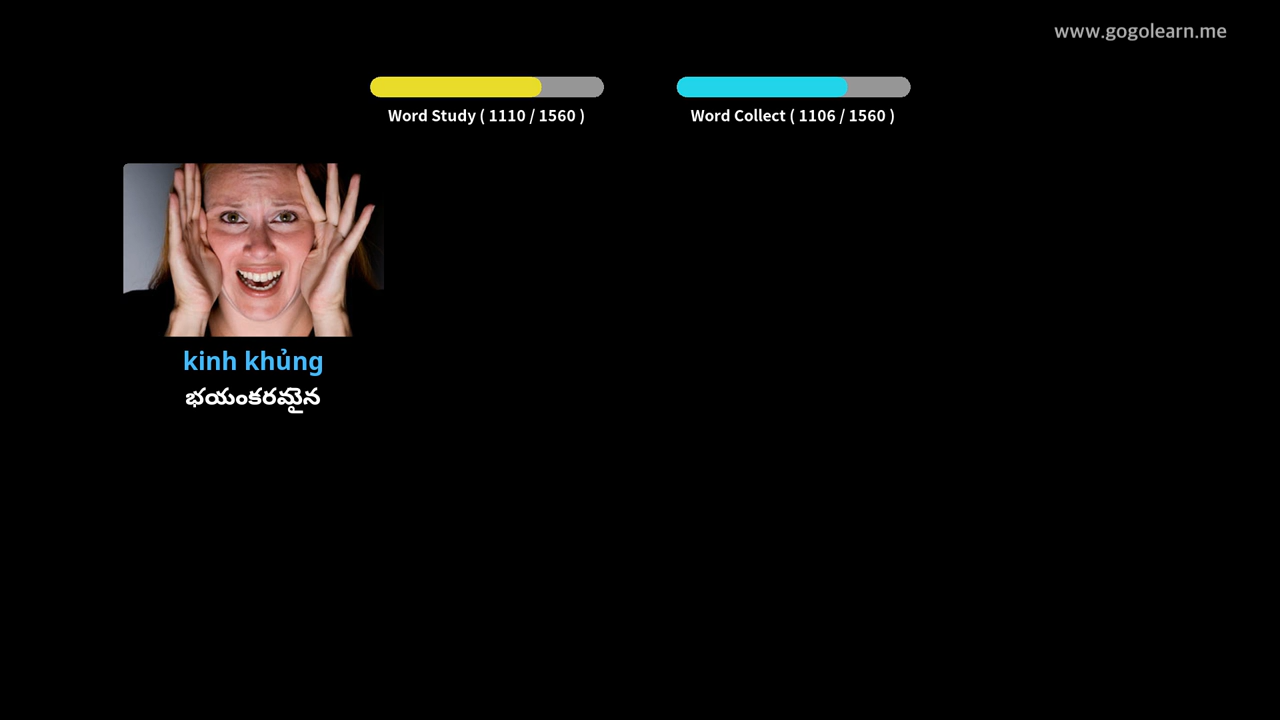 www.gogolearn.me
Word Study ( 1110 / 1560 )
Word Collect ( 1106 / 1560 )
kinh khủng
భయంకరమైన